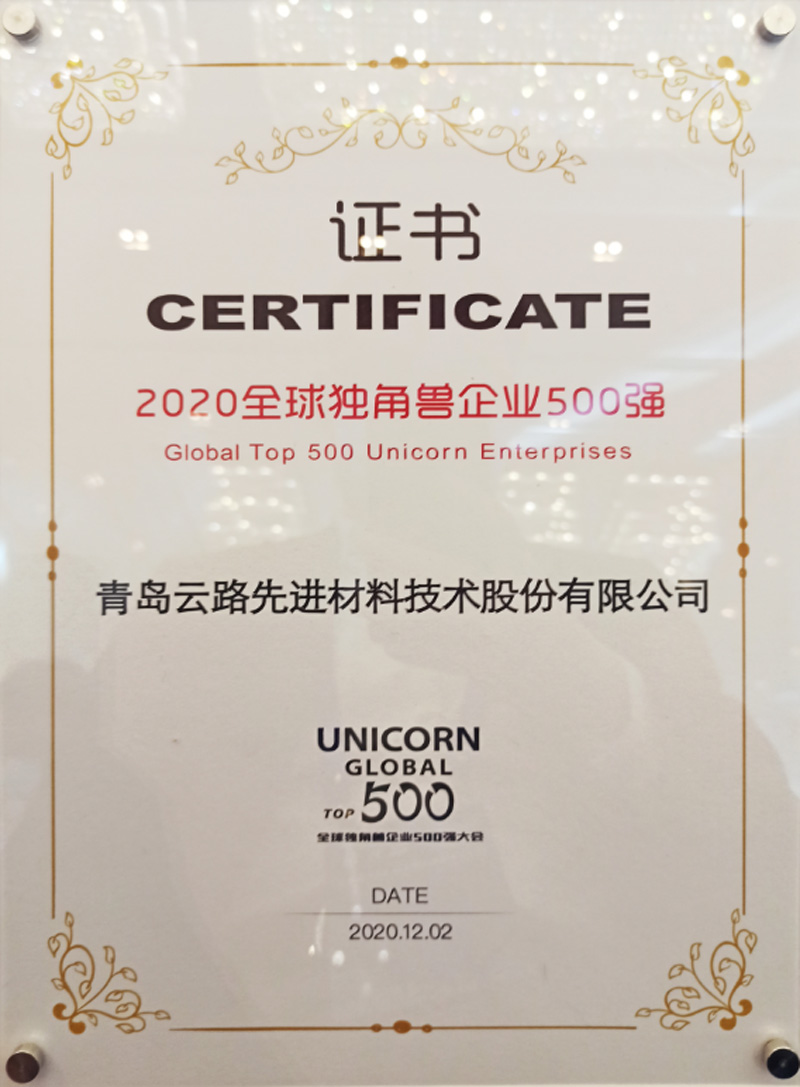 证书
CERTIFICATE
2020全球独角兽企业500强
Global Top 500 Unicorn Enterprises
青岛云路先进材料技术股份有限公司
UNICORN
GLOBAL
TOP 500
全球独角兽企业500强大会
DATE
2020.12.02